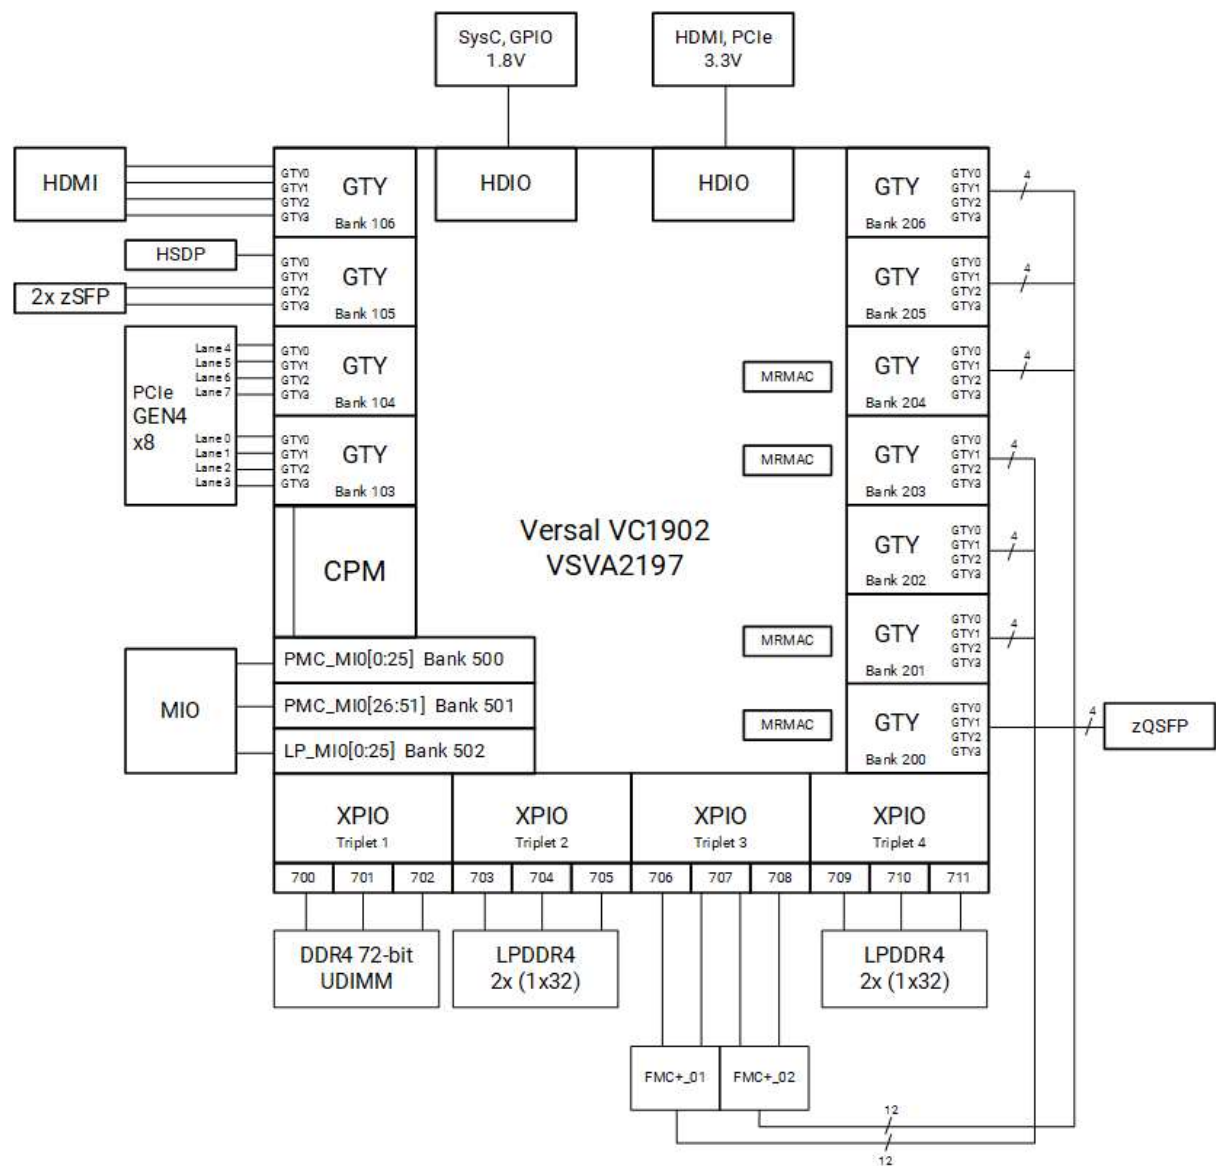 SysC, GPIO
1.8V
HDMI, PCIe
3.3V
HDMI
GTY0
GTY1
GTY2
GTY3
GTY
Bank 106
HDIO
HDIO
GTY
Bank 206
GTY0
GTY1
GTY2
GTY3
4
HSDP
2x zSFP
GTY0
GTY1
GTY2
GTY3
GTY
Bank 105
GTY
Bank 205
GTY0
GTY1
GTY2
GTY3
4
PCIe
GEN4
x8
Lane 4
Lane 5
Lane 6
Lane 7
GTY0
GTY1
GTY2
GTY3
GTY
Bank 104
MRMAC
GTY
Bank 204
GTY0
GTY1
GTY2
GTY3
4
Lane 0
Lane 1
Lane 2
Lane 3
GTY0
GTY1
GTY2
GTY3
GTY
Bank 103
MRMAC
GTY
Bank 203
GTY0
GTY1
GTY2
GTY3
4
Versal VC1902
VSVA2197
CPM
GTY
Bank 202
GTY0
GTY1
GTY2
GTY3
4
MRMAC
GTY
Bank 201
GTY0
GTY1
GTY2
GTY3
4
MIO
PMC_MI0[0:25] Bank 500
PMC_MI0[26:51] Bank 501
LP_MI0[0:25] Bank 502
MRMAC
GTY
Bank 200
GTY0
GTY1
GTY2
GTY3
4
zQSFP
XPIO
Triplet 1
XPIO
Triplet 2
XPIO
Triplet 3
XPIO
Triplet 4
700
701
702
703
704
705
706
707
708
709
710
711
DDR4 72-bit
UDIMM
LPDDR4
2x (1x32)
LPDDR4
2x (1x32)
FMC+_01
FMC+_02
12
12